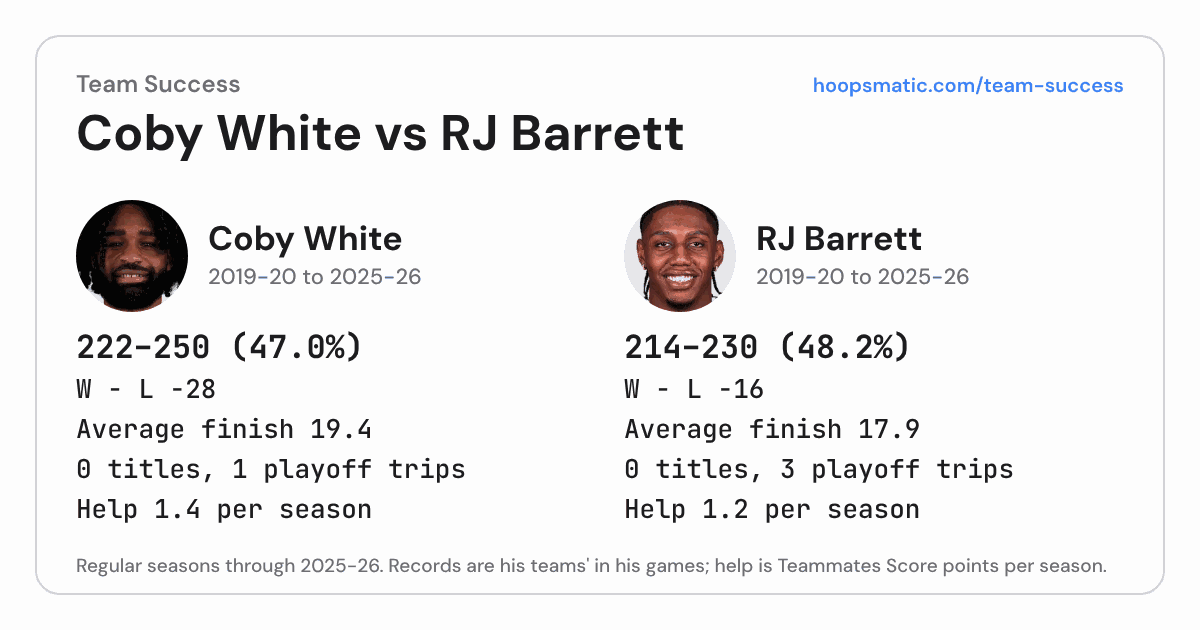 Team Success
hoopsmatic.com/team-success
Coby White vs RJ Barrett
Coby White
2019-20 to 2025-26
222-250 (47.0%)
W - L -28
Average finish 19.4
0 titles, 1 playoff trips
Help 1.4 per season
RJ Barrett
2019-20 to 2025-26
214-230 (48.2%)
W - L -16
Average finish 17.9
0 titles, 3 playoff trips
Help 1.2 per season
Regular seasons through 2025-26. Records are his teams' in his games; help is Teammates Score points per season.